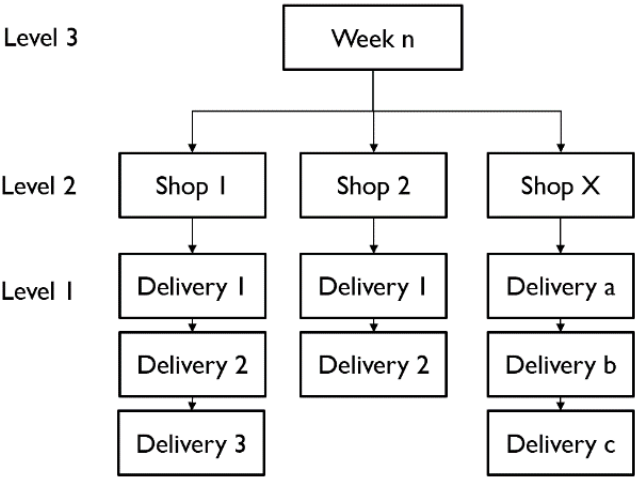 Level 3
Week n
Level 2
Shop 1
Shop 2
Shop X
Level 1
Delivery 1
Delivery 1
Delivery a
Delivery 2
Delivery 2
Delivery b
Delivery 3
Delivery c